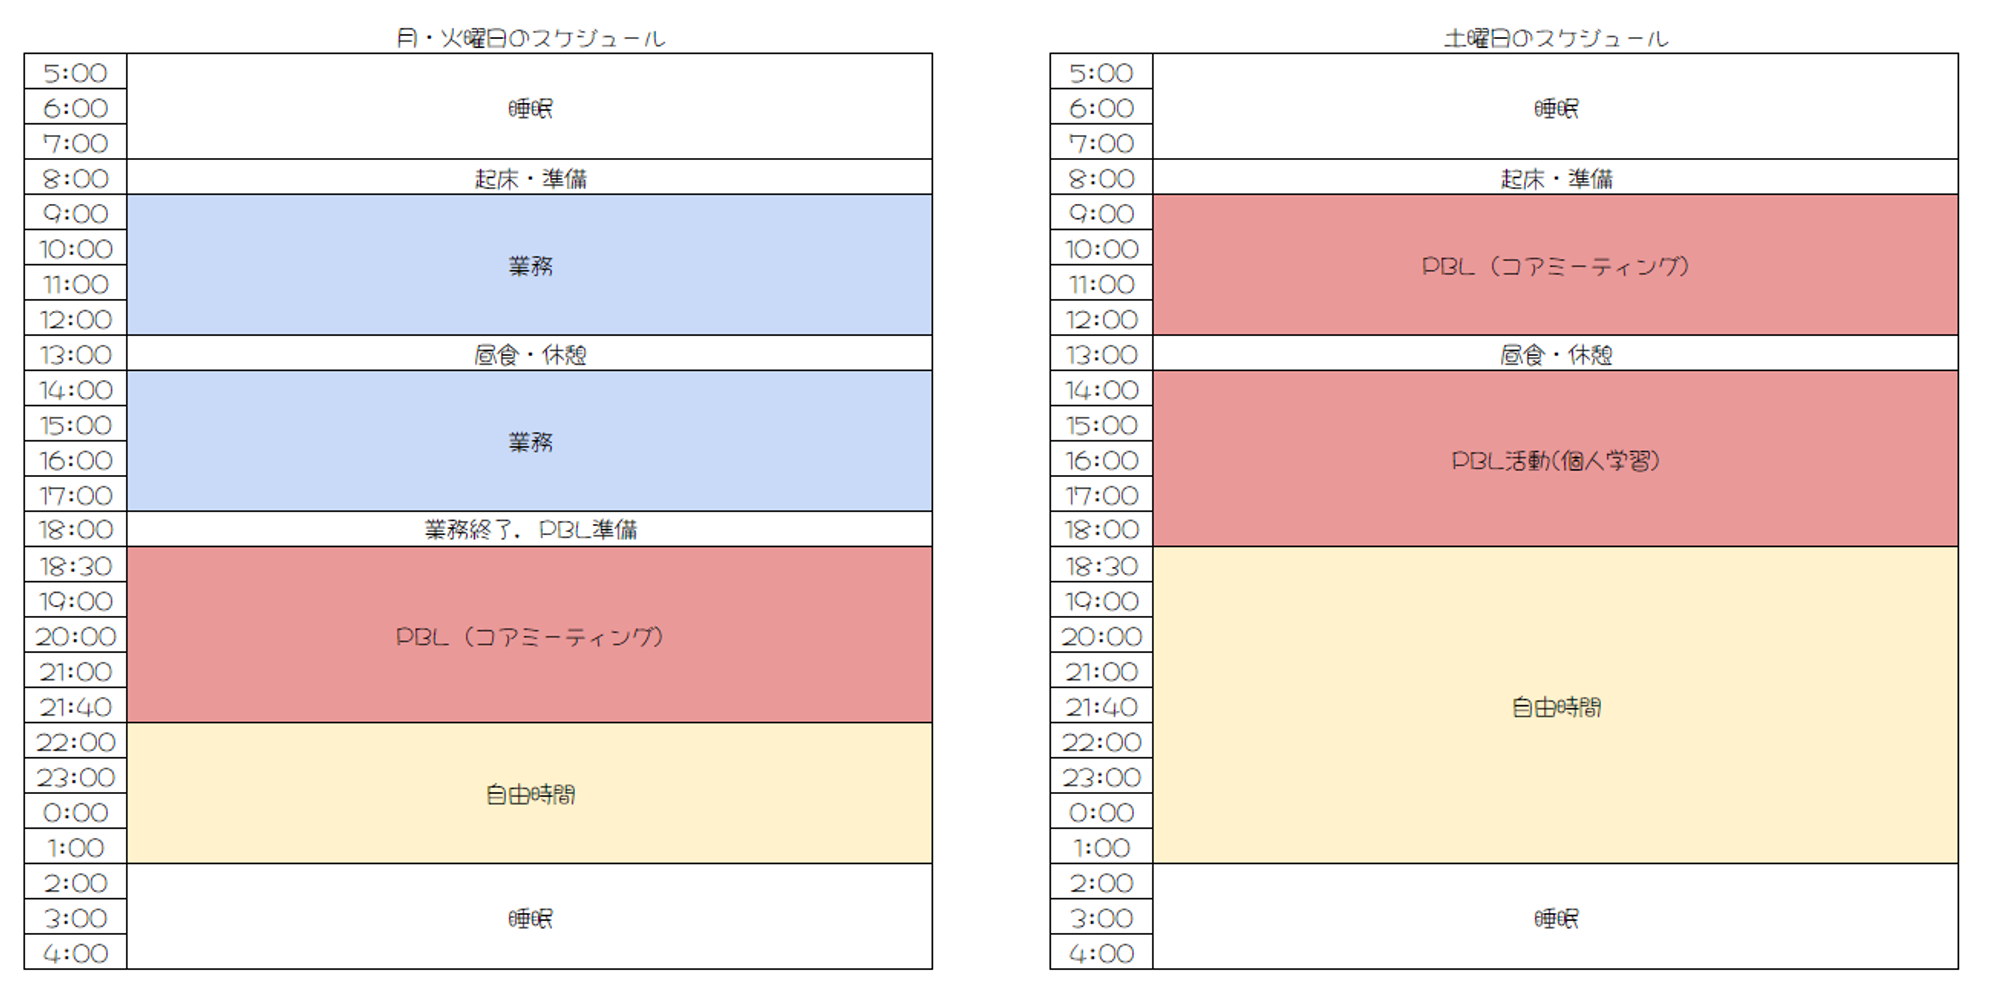 月・火曜日のスケジュール
5:00
6:00 睡眠
7:00
8:00 起床・準備
9:00
10:00
業務
11:00
12:00
13:00 昼食・休憩
14:00
15:00
業務
16:00
17:00
18:00 業務終了．PBL準備
18:30
19:00
20:00 PBL（コアミーティング）
21:00
21:40
22:00
23:00
自由時間
0:00
1:00
2:00
3:00 睡眠
4:00
土曜日のスケジュール
5:00
6:00 睡眠
7:00
8:00 起床・準備
9:00
10:00
PBL（コアミーティング）
11:00
12:00
13:00 昼食・休憩
14:00
15:00
16:00 PBL活動(個人学習)
17:00
18:00
18:30
19:00
20:00
21:00
21:40 自由時間
22:00
23:00
0:00
1:00
2:00
3:00 睡眠
4:00